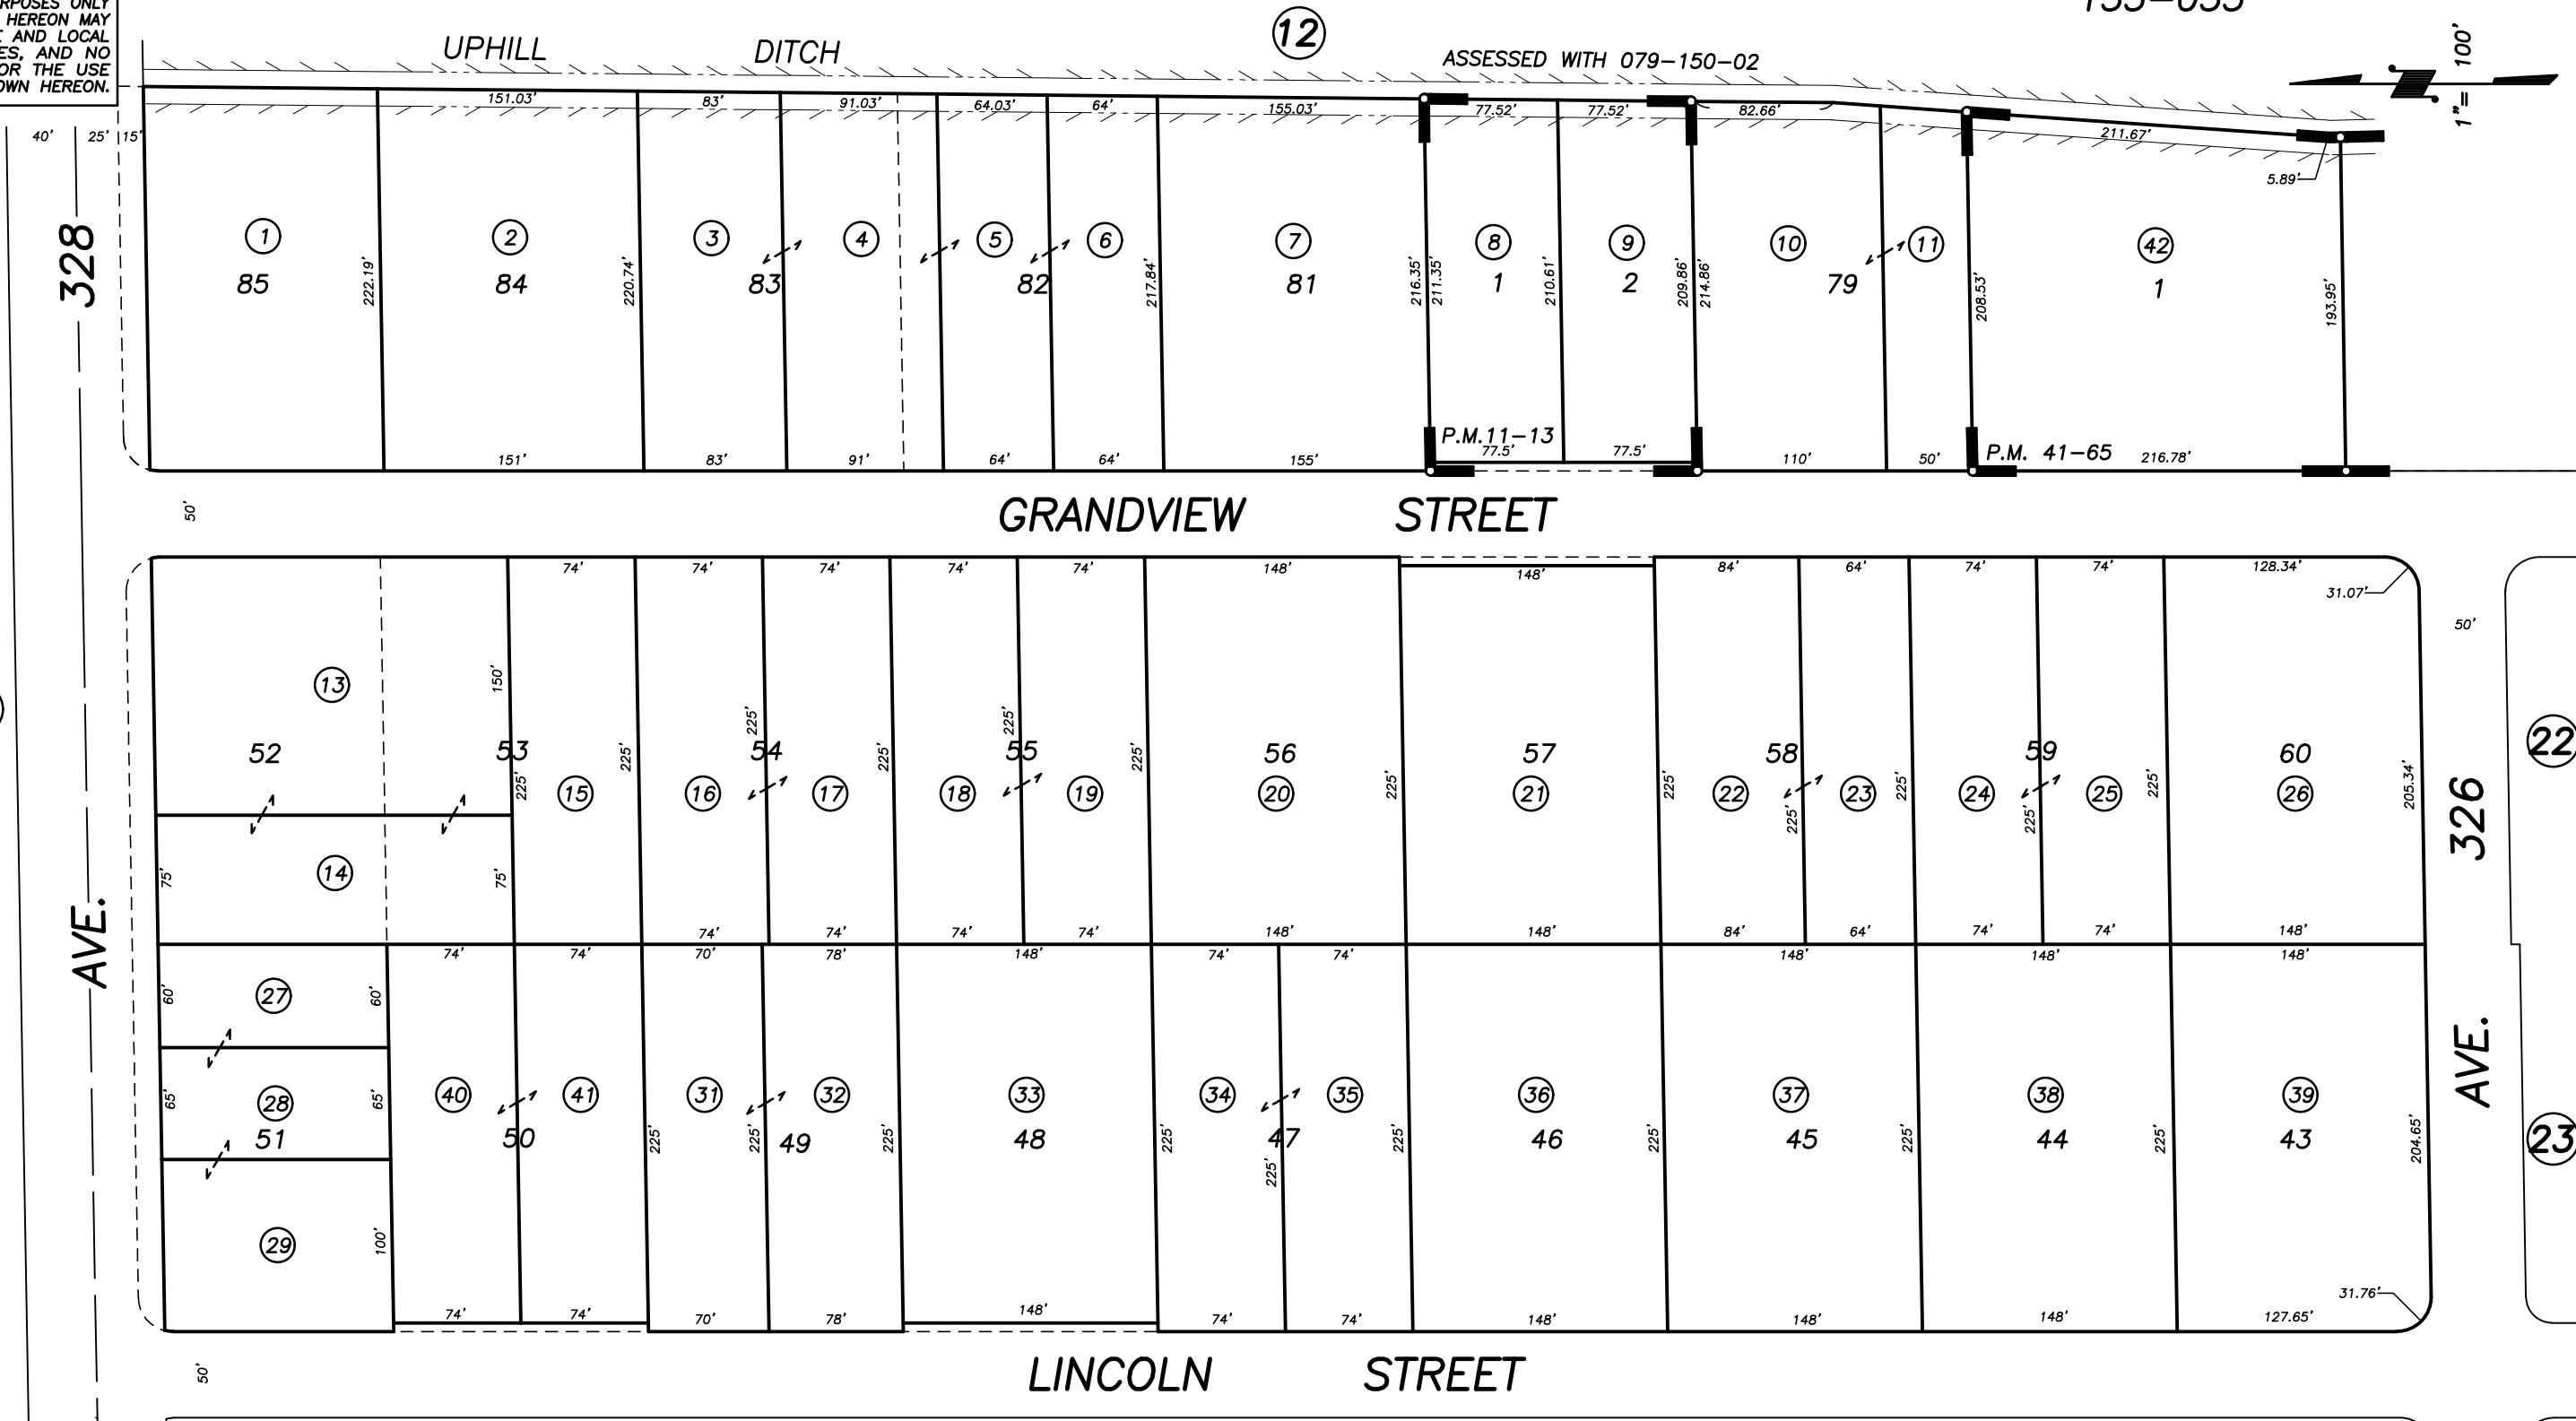 RPOSES ONLY
HEREON MAY
AND LOCAL
ES, AND NO
OR THE USE
OWN HEREON.
UPHILL DITCH
12
ASSESSED WITH 079-150-02
1"= 100'
40' 25' 15'
151.03' 83' 91.03' 64.03' 64' 155.03' 77.52' 77.52' 82.66' 211.67'
5.89'
328 AVE.
1 2 3 4 5 6 7 8 9 10 11 42
85 84 83 82 81 1 2 79 1
222.19' 220.74' 217.84' 216.35' 211.35' 210.61' 209.86' 214.86' 208.53' 193.95'
P.M.11-13
P.M. 41-65
151' 83' 91' 64' 64' 155' 77.5' 77.5' 110' 50' 216.78'
50'
GRANDVIEW STREET
74' 74' 74' 74' 74' 148' 148' 84' 64' 74' 74' 128.34'
31.07'
50'
13
150' 225' 225'
52 53 54 55 56 57 58 59 60
22
225' 225' 225' 225' 225' 225' 225' 225' 225' 225' 225' 205.34'
15 16 17 18 19 20 21 22 23 24 25 26
326 AVE.
14
75' 75'
74' 74' 74' 74' 148' 148' 84' 64' 74' 74' 148'
74' 74' 70' 78' 148' 74' 74' 148' 148' 148'
27
60' 60'
28
65' 65'
40 41 31 32 33 34 35 36 37 38 39
51 50 49 48 47 46 45 44 43
23
225' 225' 225' 225' 225' 225' 225' 225' 225' 204.65'
29
100'
31.76'
74' 74' 70' 78' 148' 74' 74' 148' 148' 148' 127.65'
50'
LINCOLN STREET